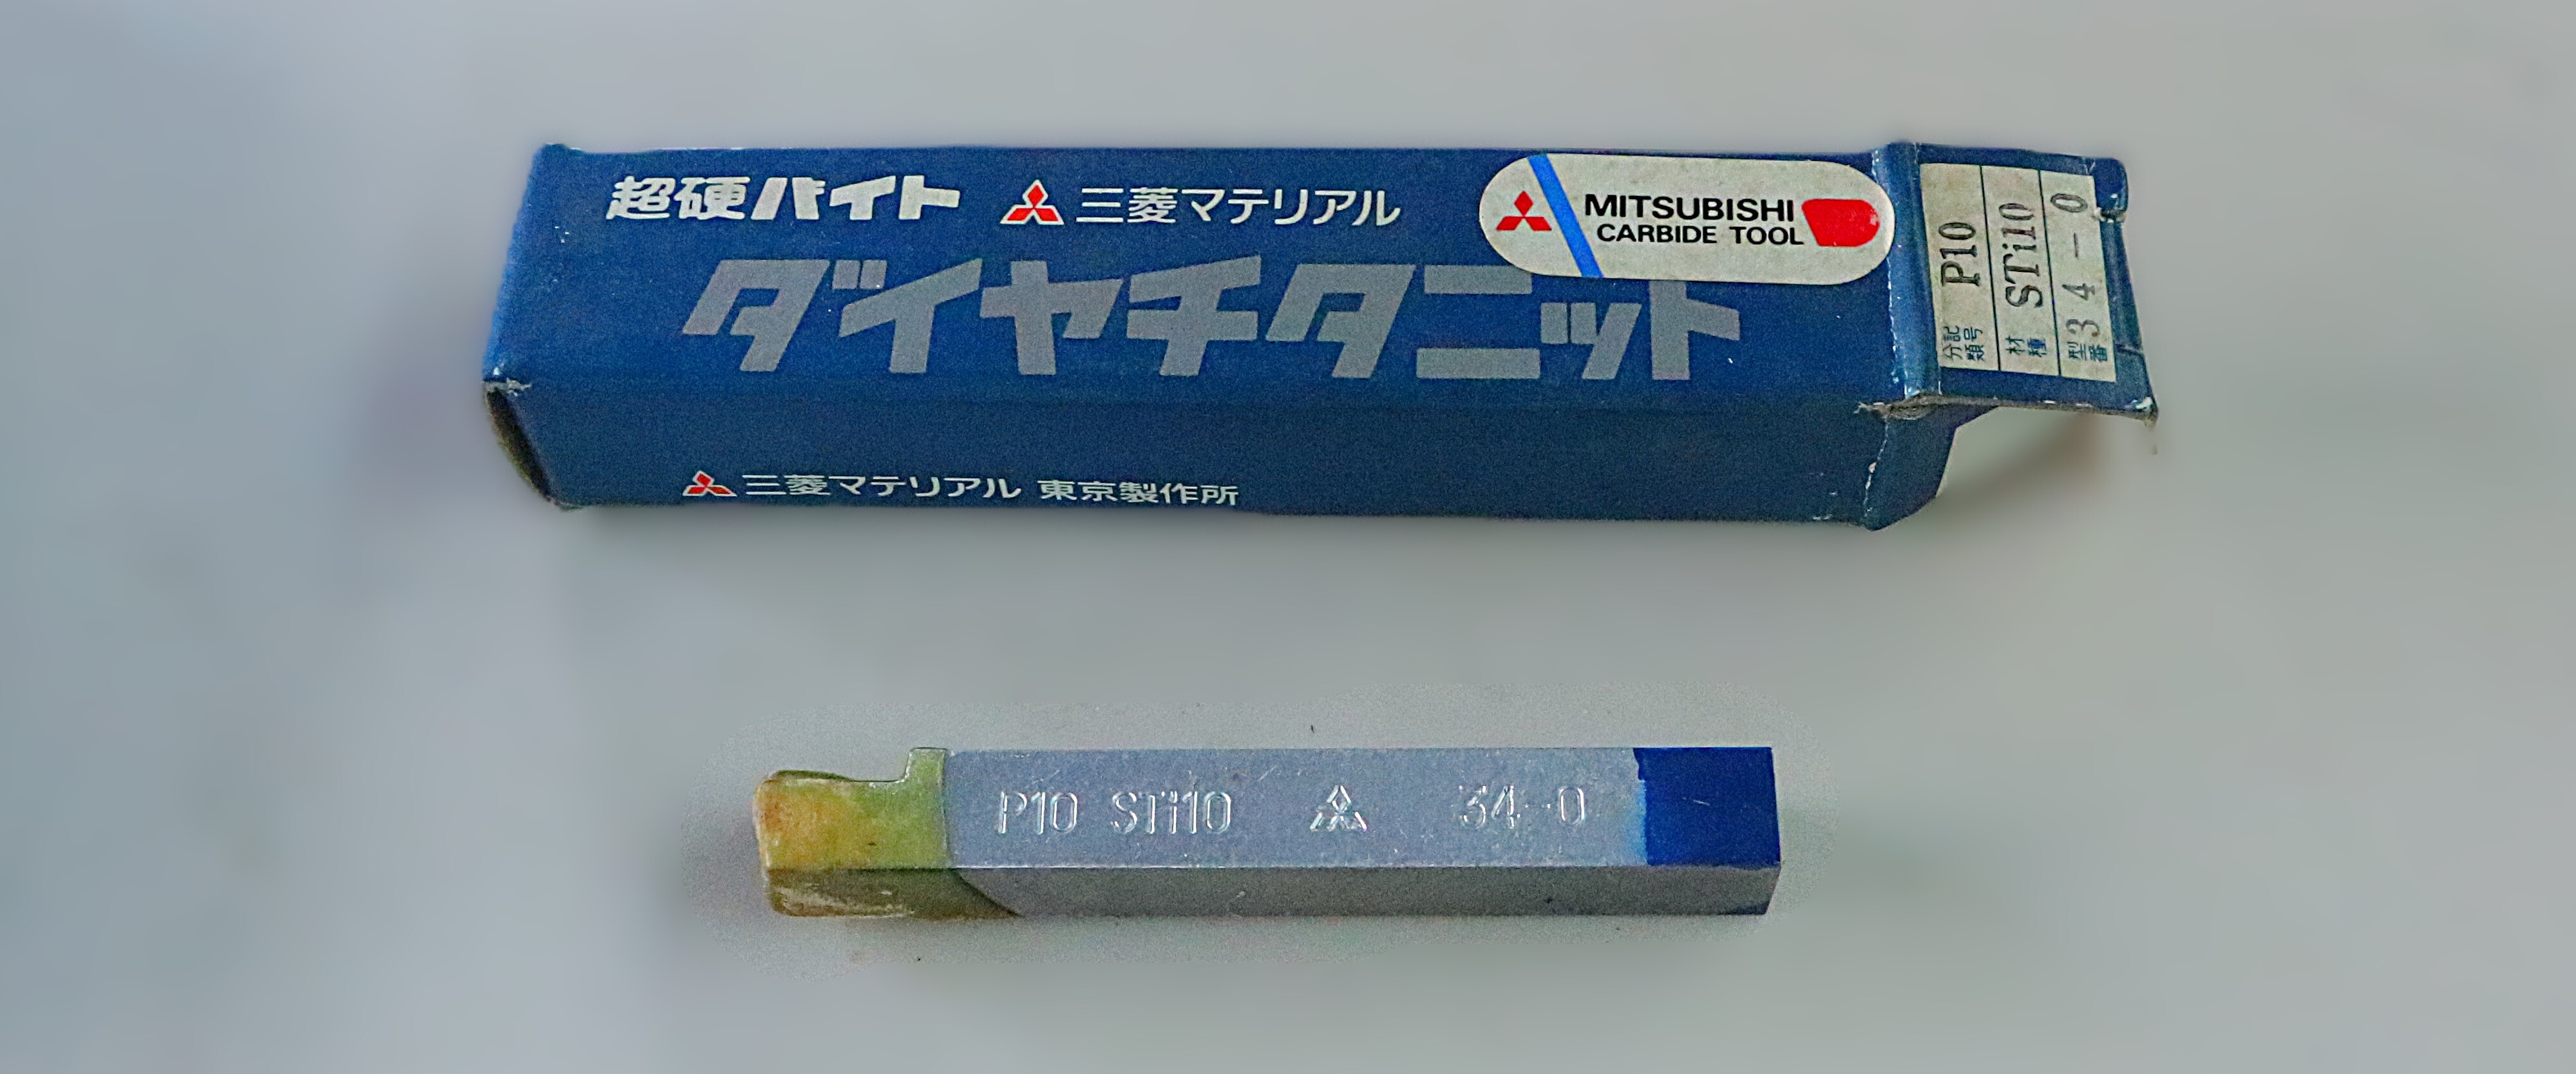 超硬バイト 三菱マテリアル
MITSUBISHI
CARBIDE TOOL
ダイヤチタニット
三菱マテリアル 東京製作所
分類記号 P10
材種 STi10
型番 34-0
P10 STi10 34-0